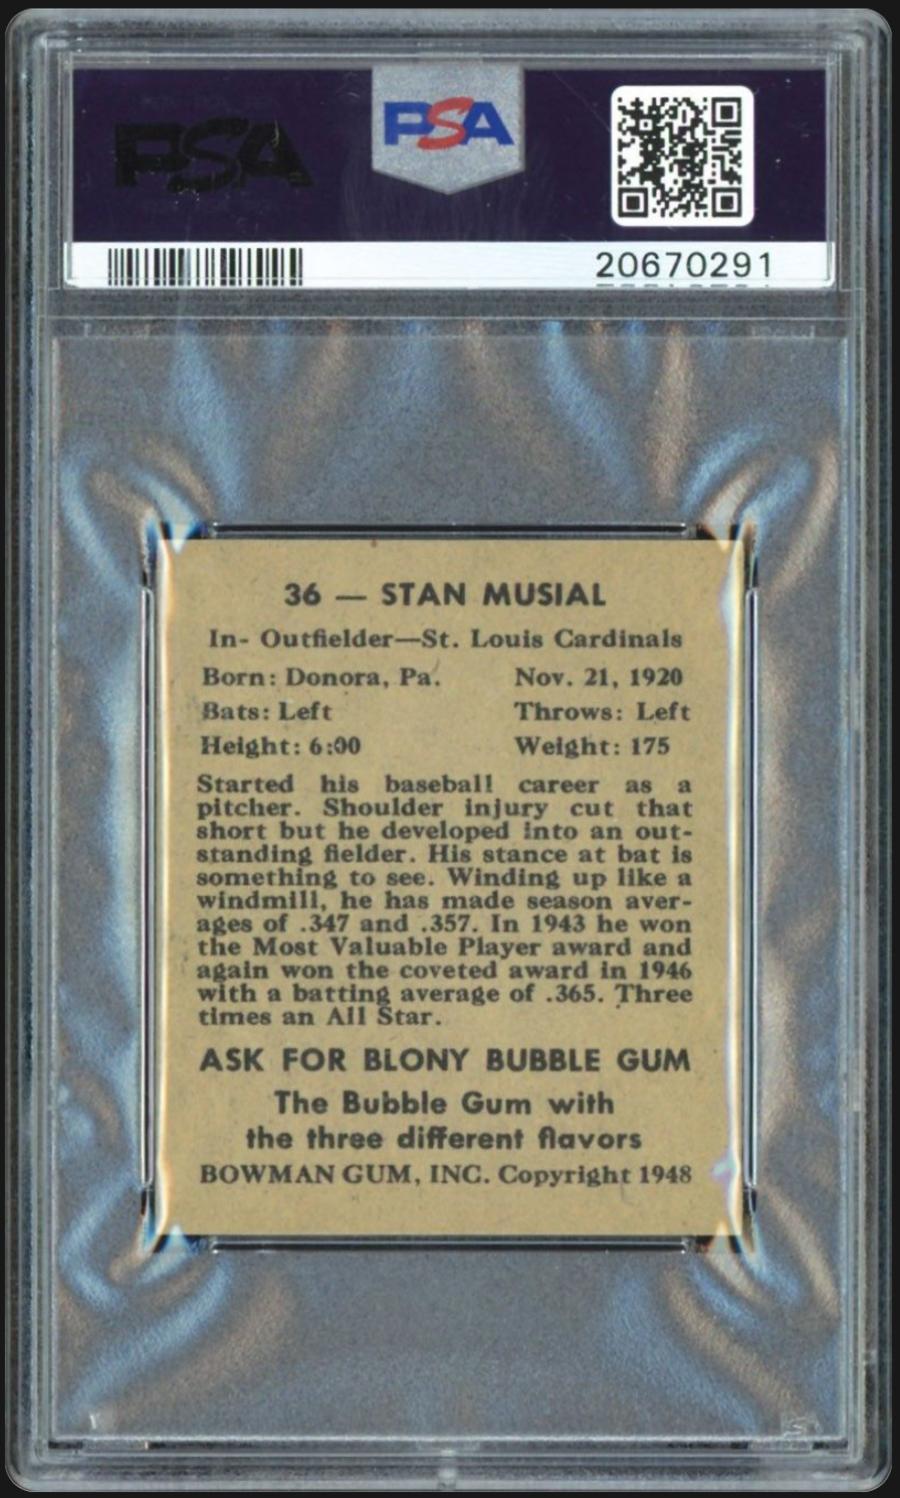 PSA
PSA
20670291
36 — STAN MUSIAL
In- Outfielder—St. Louis Cardinals
Born: Donora, Pa. Nov. 21, 1920
Bats: Left Throws: Left
Height: 6:00 Weight: 175
Started his baseball career as a
pitcher. Shoulder injury cut that
short but he developed into an out-
standing fielder. His stance at bat is
something to see. Winding up like a
windmill, he has made season aver-
ages of .347 and .357. In 1943 he won
the Most Valuable Player award and
again won the coveted award in 1946
with a batting average of .365. Three
times an All Star.
ASK FOR BLONY BUBBLE GUM
The Bubble Gum with
the three different flavors
BOWMAN GUM, INC. Copyright 1948